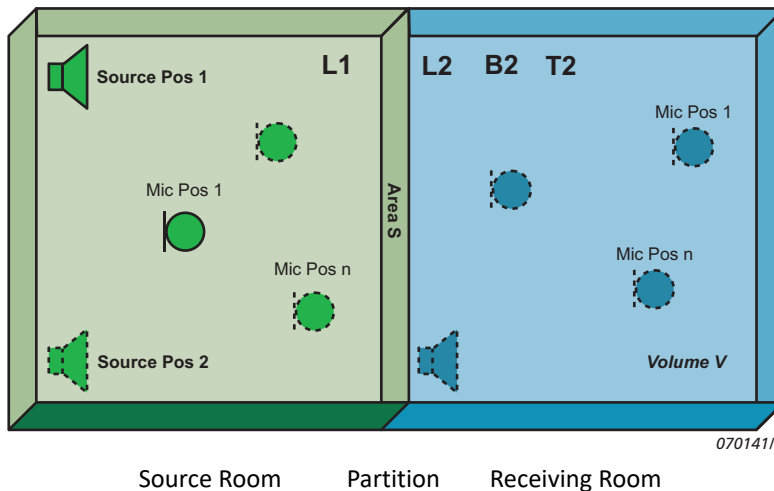 L1
L2 B2 T2
Source Pos 1
Mic Pos 1
Mic Pos 1
Area S
Mic Pos n
Mic Pos n
Source Pos 2
Volume V
070141/
Source Room Partition Receiving Room